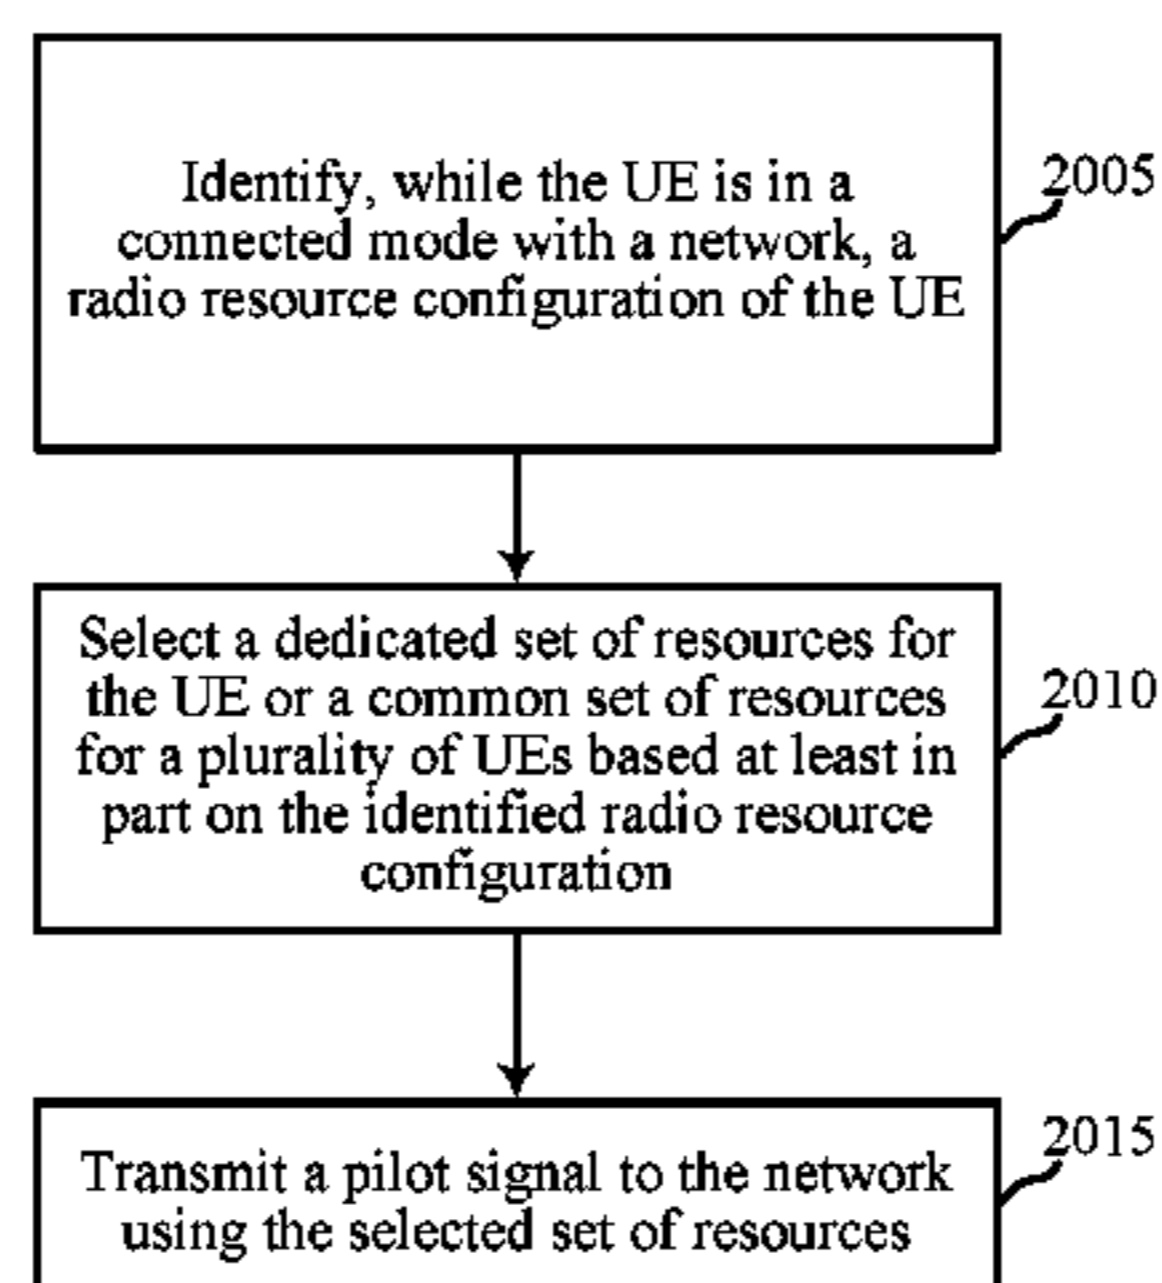 Identify, while the UE is in a
connected mode with a network, a
radio resource configuration of the UE
2005
Select a dedicated set of resources for
the UE or a common set of resources
for a plurality of UEs based at least in
part on the identified radio resource
configuration
2010
Transmit a pilot signal to the network
using the selected set of resources
2015